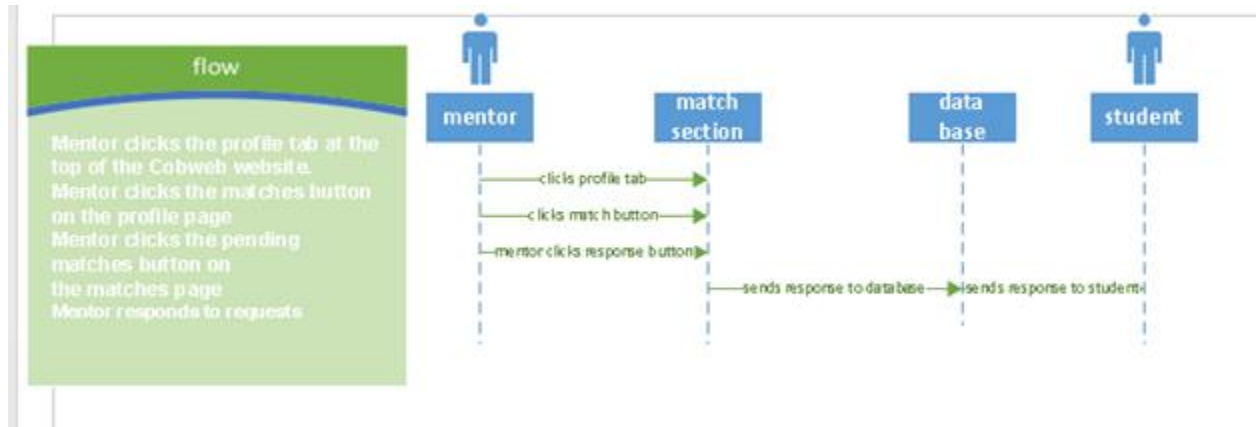 flow
Mentor clicks the profile tab at the
top of the Cobweb website.
Mentor clicks the matches button
on the profile page
Mentor clicks the pending
matches button on
the matches page
Mentor responds to requests
mentor
match
section
data
base
student
clicks profile tab
clicks match button
mentor clicks response button
sends response to database
sends response to student